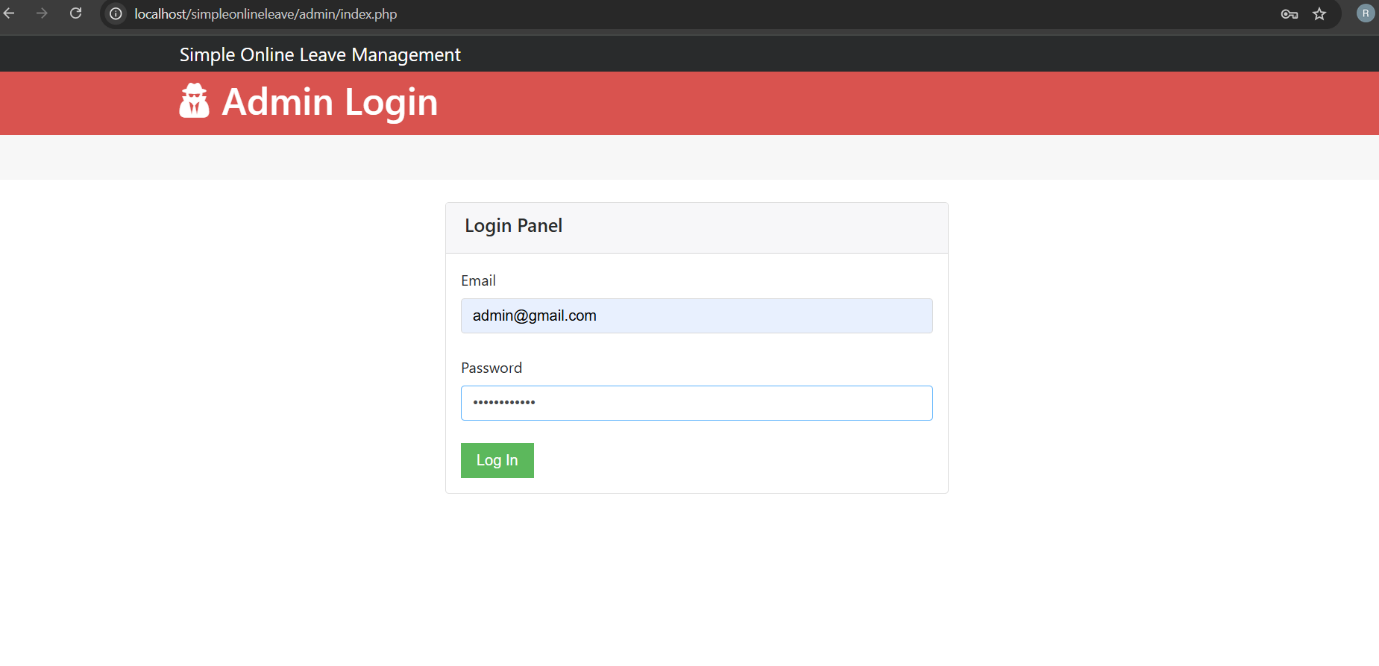 localhost/simpleonlineleave/admin/index.php
R
Simple Online Leave Management
Admin Login
Login Panel
Email
admin@gmail.com
Password
••••••••••••
Log In